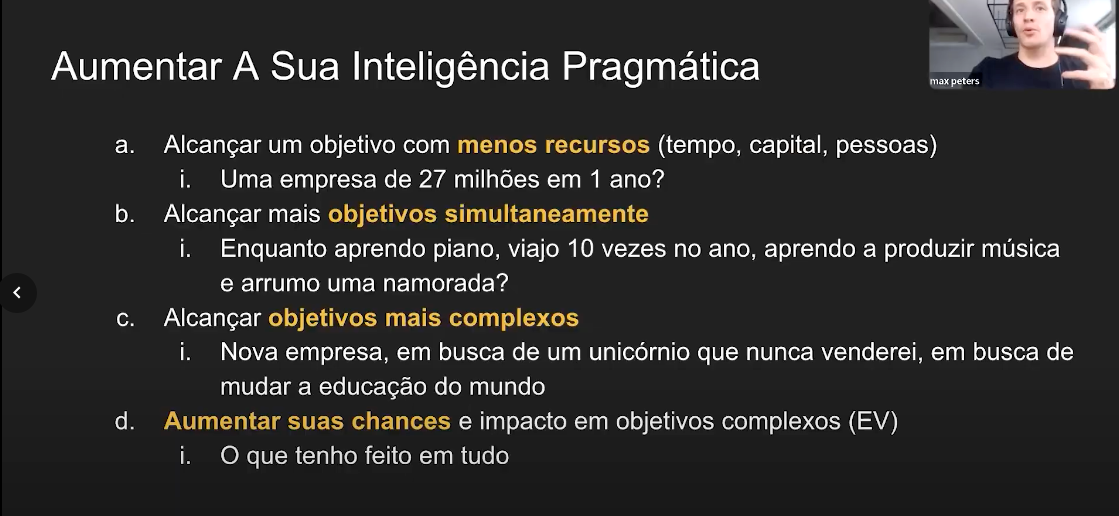 Aumentar A Sua Inteligência Pragmática
max peters
a. Alcançar um objetivo com menos recursos (tempo, capital, pessoas)
i. Uma empresa de 27 milhões em 1 ano?
b. Alcançar mais objetivos simultaneamente
i. Enquanto aprendo piano, viajo 10 vezes no ano, aprendo a produzir música
e arrumo uma namorada?
c. Alcançar objetivos mais complexos
i. Nova empresa, em busca de um unicórnio que nunca venderei, em busca de
mudar a educação do mundo
d. Aumentar suas chances e impacto em objetivos complexos (EV)
i. O que tenho feito em tudo